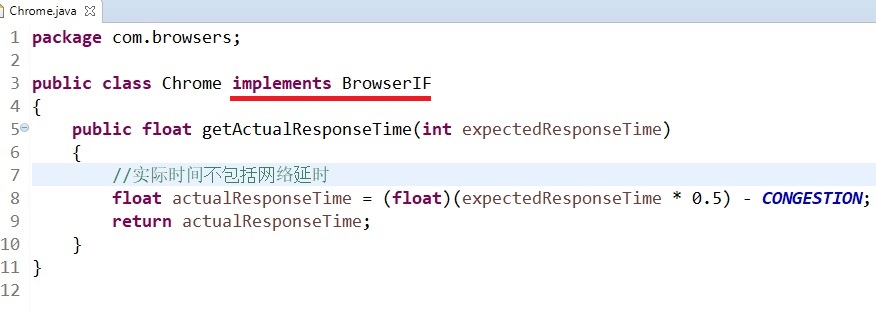 Chrome.java
1 package com.browsers;
2
3 public class Chrome implements BrowserIF
4 {
5 public float getActualResponseTime(int expectedResponseTime)
6 {
7 //实际时间不包括网络延时
8 float actualResponseTime = (float)(expectedResponseTime * 0.5) - CONGESTION;
9 return actualResponseTime;
10 }
11 }
12